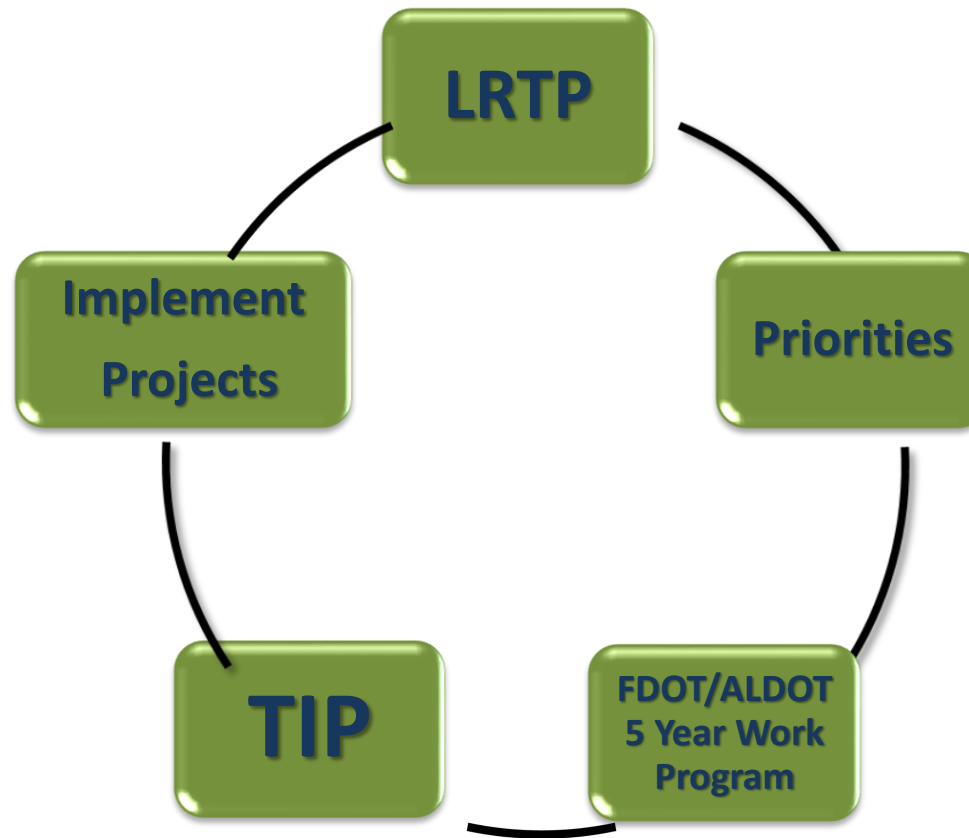 LRTP
Implement
Projects
Priorities
TIP
FDOT/ALDOT
5 Year Work
Program